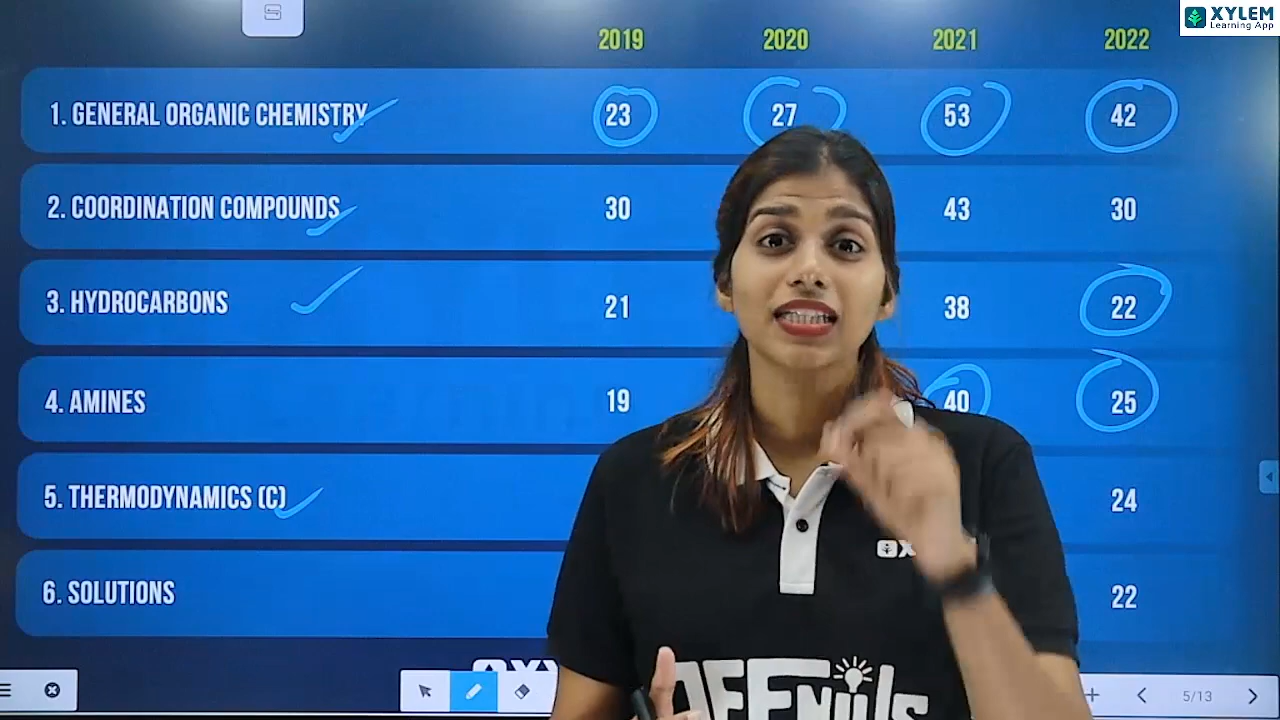 XYLEM
Learning App
2019 2020 2021 2022
1. GENERAL ORGANIC CHEMISTRY 23 27 53 42
2. COORDINATION COMPOUNDS 30 43 30
3. HYDROCARBONS 21 38 22
4. AMINES 19 40 25
5. THERMODYNAMICS (C) 24
6. SOLUTIONS 22
5/13